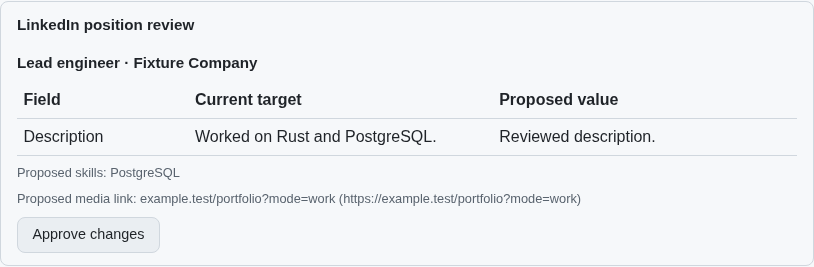 LinkedIn position review
Lead engineer · Fixture Company
Field Current target Proposed value
Description Worked on Rust and PostgreSQL. Reviewed description.
Proposed skills: PostgreSQL
Proposed media link: example.test/portfolio?mode=work (https://example.test/portfolio?mode=work)
Approve changes